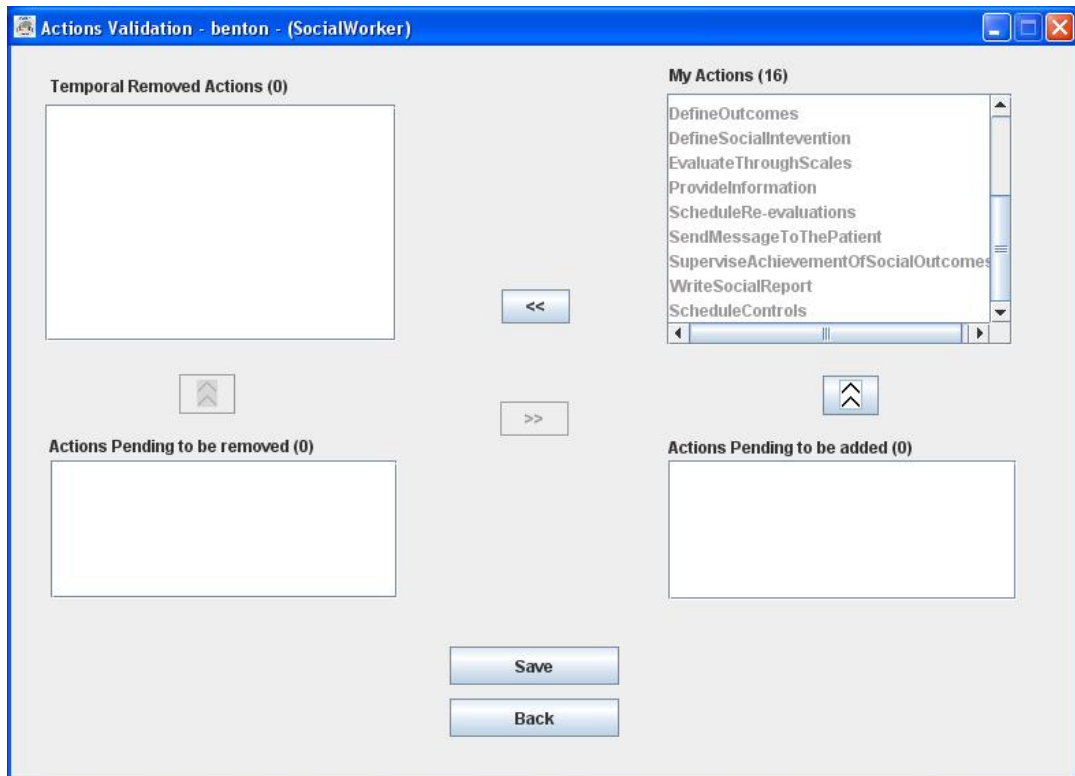 Actions Validation - benton - (SocialWorker)
Temporal Removed Actions (0)
My Actions (16)
DefineOutcomes
DefineSocialIntevention
EvaluateThroughScales
ProvideInformation
ScheduleRe-evaluations
SendMessageToThePatient
SuperviseAchievementOfSocialOutcomes
WriteSocialReport
ScheduleControls
<<
>>
Actions Pending to be removed (0)
Actions Pending to be added (0)
Save
Back